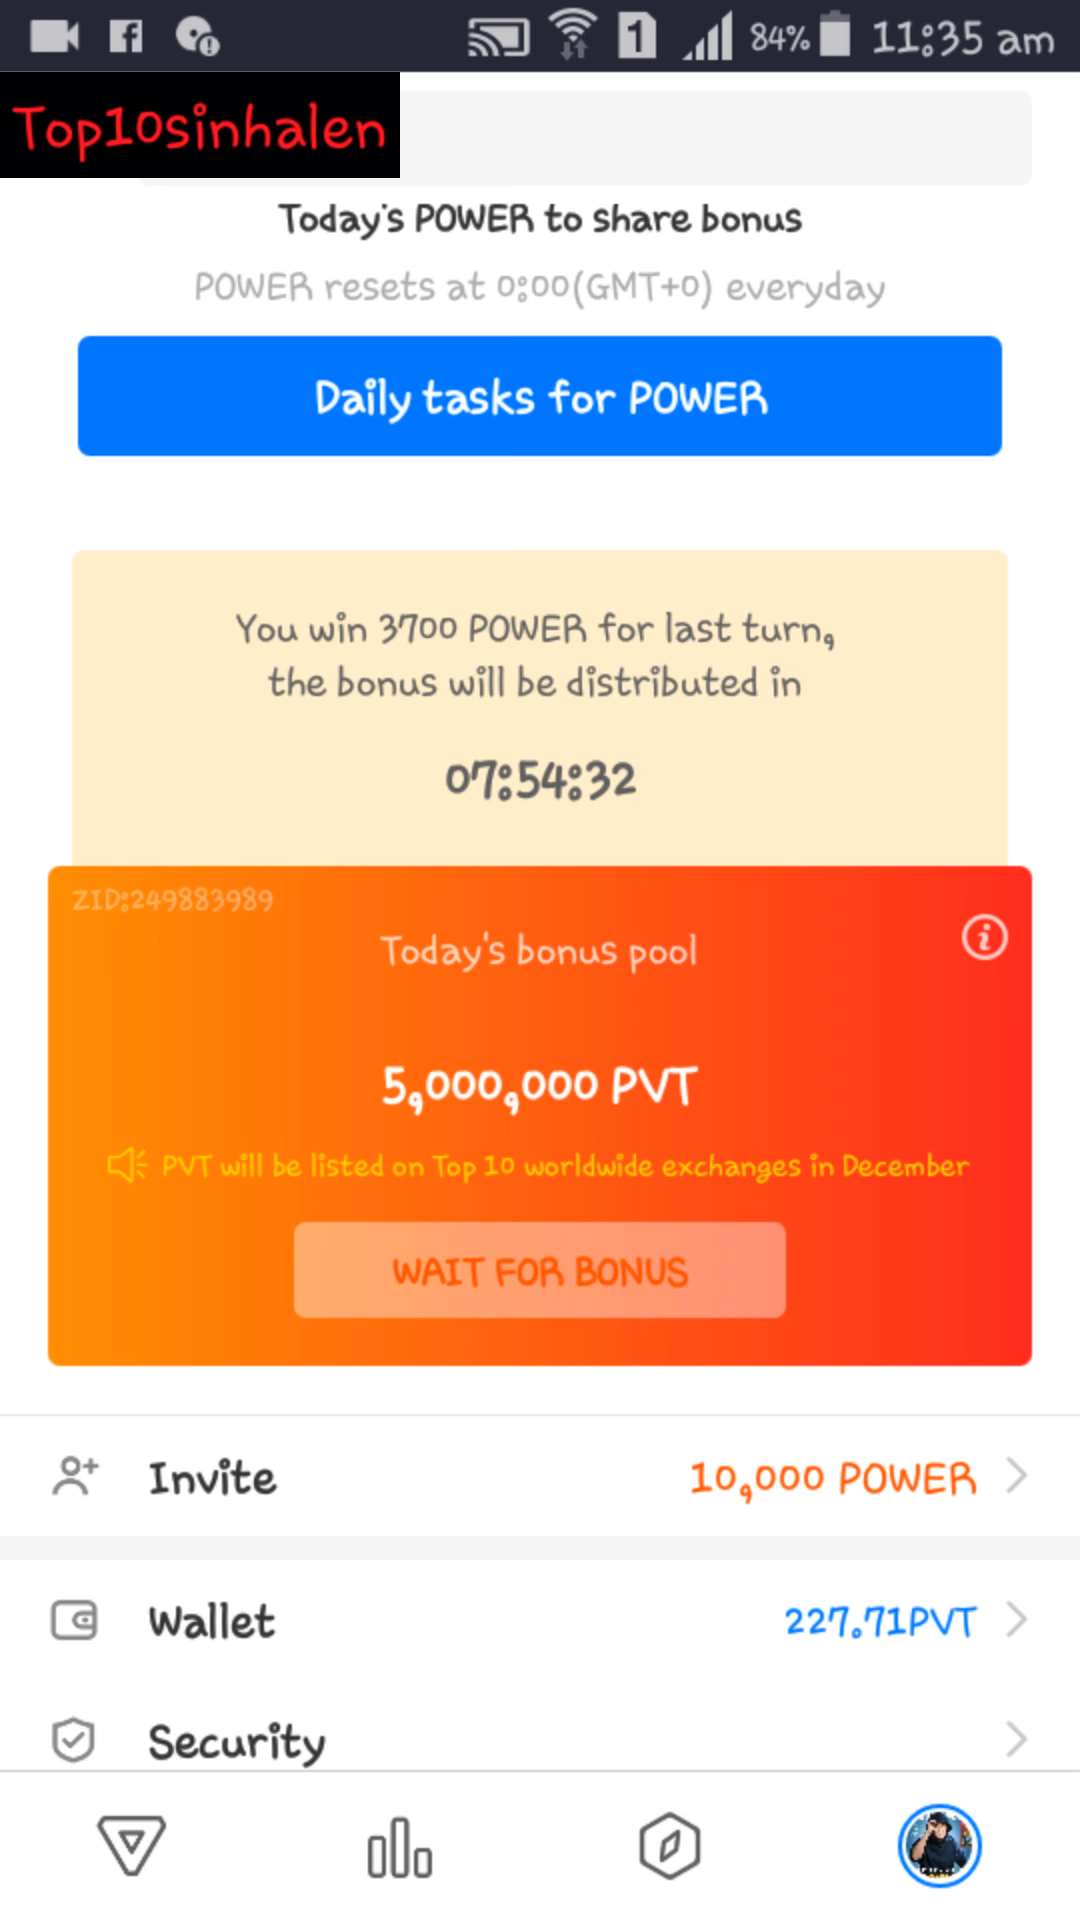 84% 11:35 am
Top10sinhalen
Today's POWER to share bonus
POWER resets at 0:00(GMT+0) everyday
Daily tasks for POWER
You win 3700 POWER for last turn,
the bonus will be distributed in
07:54:32
ZID:249883989
Today's bonus pool
5,000,000 PVT
PVT will be listed on Top 10 worldwide exchanges in December
WAIT FOR BONUS
Invite 10,000 POWER
Wallet 227.71PVT
Security